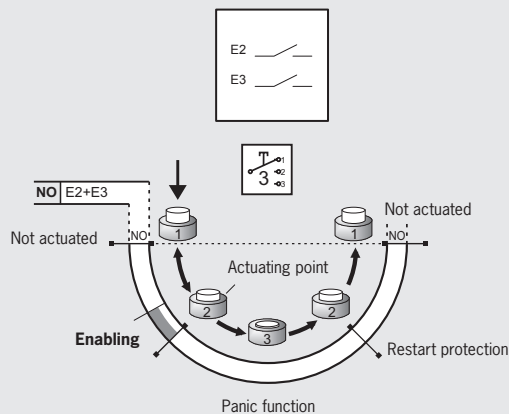 E2
E3
1
2
3
3
NO E2+E3
1
1
Not actuated
Not actuated
NO
NO
Actuating point
2
2
3
Enabling
Restart protection
Panic function